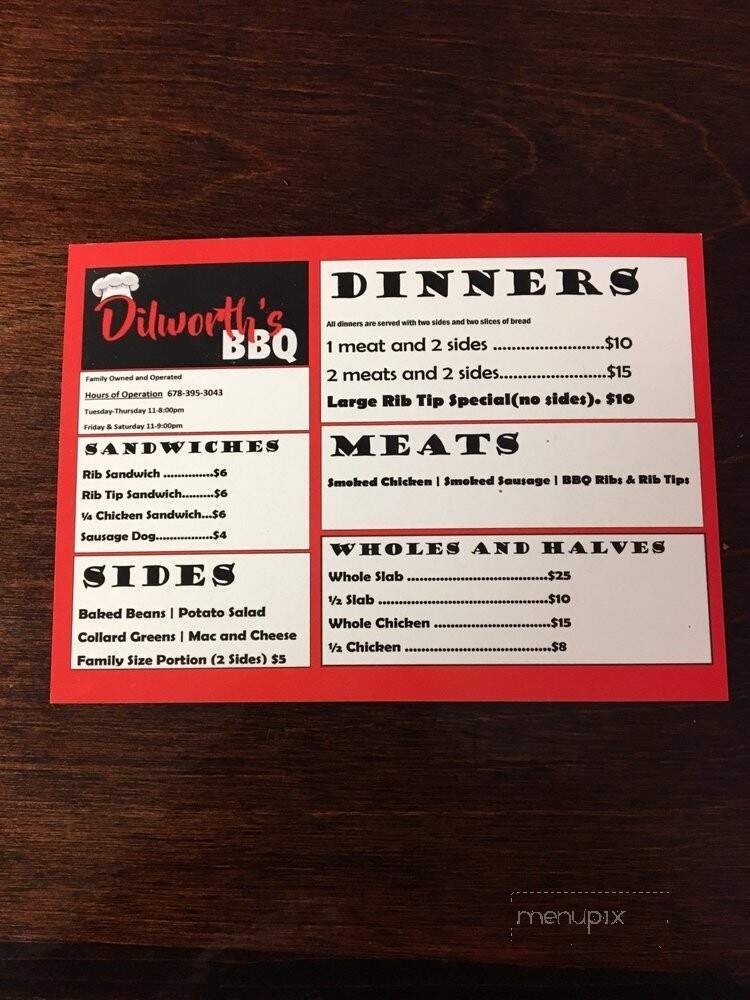 Dilworth's
BBQ
Family Owned and Operated
Hours of Operation 678-395-3043
Tuesday-Thursday 11-8:00pm
Friday & Saturday 11-9:00pm
SANDWICHES
Rib Sandwich ..............$6
Rib Tip Sandwich.........$6
¼ Chicken Sandwich...$6
Sausage Dog................$4
SIDES
Baked Beans | Potato Salad
Collard Greens | Mac and Cheese
Family Size Portion (2 Sides) $5
DINNERS
All dinners are served with two sides and two slices of bread
1 meat and 2 sides .......................$10
2 meats and 2 sides......................$15
Large Rib Tip Special(no sides). $10
MEATS
Smoked Chicken | Smoked Sausage | BBQ Ribs & Rib Tips
WHOLES AND HALVES
Whole Slab ......................................$25
½ Slab ..............................................$10
Whole Chicken ...............................$15
½ Chicken ........................................$8
menupix